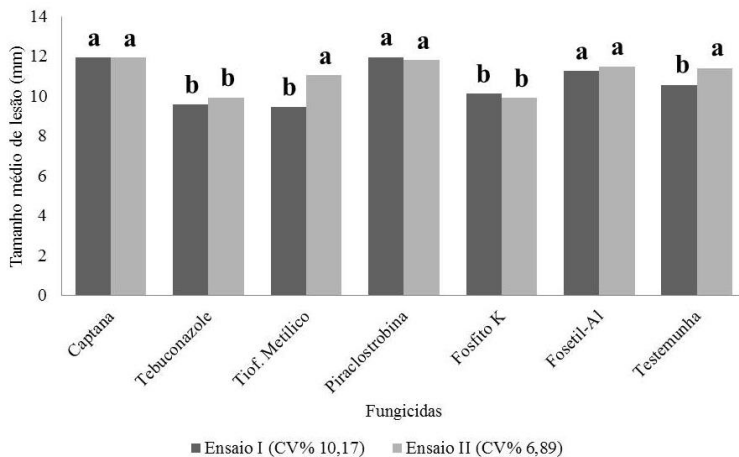 14
12
10
8
6
4
2
0
Tamanho médio de lesão (mm)
a a
b b
b a
a a
b b
a a
b a
Captana
Tebuconazole
Tiof. Metílico
Piraclostrobina
Fosfito K
Fosetil-Al
Testemunha
Fungicidas
Ensaio I (CV% 10,17) Ensaio II (CV% 6,89)